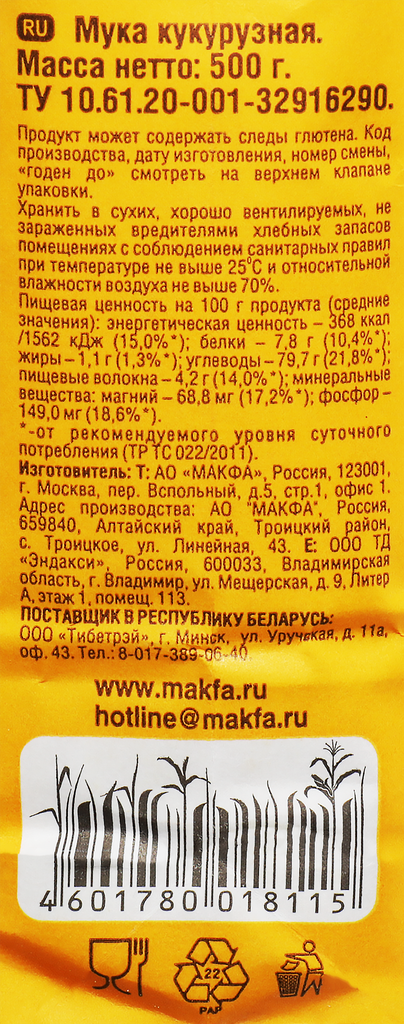 RU Мука кукурузная.
Масса нетто: 500 г.
ТУ 10.61.20-001-32916290.
Продукт может содержать следы глютена. Код
производства, дату изготовления, номер смены,
«годен до» смотреть на верхнем клапане
упаковки.
Хранить в сухих, хорошо вентилируемых, не
зараженных вредителями хлебных запасов
помещениях с соблюдением санитарных правил
при температуре не выше 25°С и относительной
влажности воздуха не выше 70%.
Пищевая ценность на 100 г продукта (средние
значения): энергетическая ценность – 368 ккал
/1562 кДж (15,0%*); белки – 7,8 г (10,4%*);
жиры – 1,1 г (1,3%*); углеводы – 79,7 г (21,8%*);
пищевые волокна – 4,2 г (14,0%*); минеральные
вещества: магний – 68,8 мг (17,2%*); фосфор –
149,0 мг (18,6%*).
*-от рекомендуемого уровня суточного
потребления (ТР ТС 022/2011).
Изготовитель: Т: АО «МАКФА», Россия, 123001,
г. Москва, пер. Вспольный, д.5, стр.1, офис 1.
Адрес производства: АО "МАКФА", Россия,
659840, Алтайский край, Троицкий район,
с. Троицкое, ул. Линейная, 43. Е: ООО ТД
«Эндакси», Россия, 600033, Владимирская
область, г. Владимир, ул. Мещерская, д. 9, Литер
А, этаж 1, помещ. 113.
ПОСТАВЩИК В РЕСПУБЛИКУ БЕЛАРУСЬ:
ООО «Тибетрэй», г. Минск, ул. Уручская, д. 11а,
оф. 43. Тел.: 8-017-389-06-40.
www.makfa.ru
hotline@makfa.ru
4 601780 018115
22
PAP